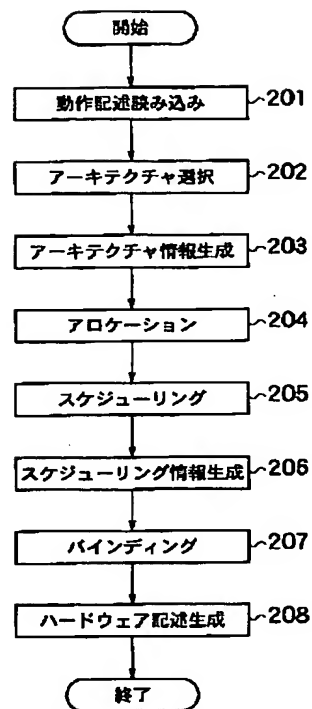 開始
動作記述読み込み 201
アーキテクチャ選択 202
アーキテクチャ情報生成 203
アロケーション 204
スケジューリング 205
スケジューリング情報生成 206
バインディング 207
ハードウェア記述生成 208
終了